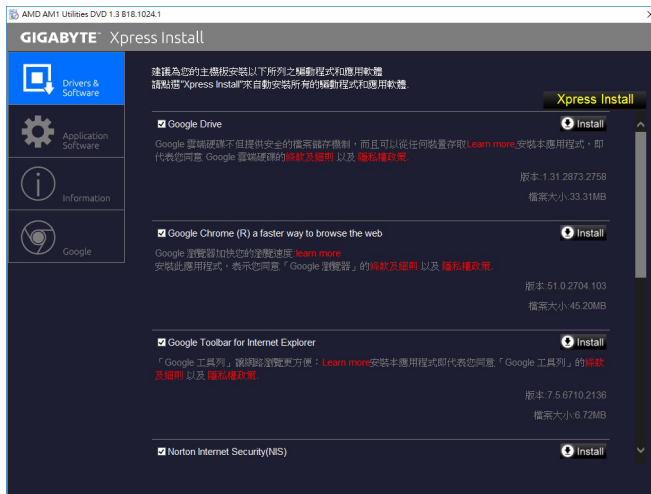 AMD AM1 Utilities DVD 1.3 B18.1024.1
GIGABYTE™ Xpress Install
Drivers & Software
Application Software
Information
Google
建議為您的主機板安裝以下所列之驅動程式和應用軟體
請點選"Xpress Install"來自動安裝所有的驅動程式和應用軟體.
Xpress Install
Google Drive
Install
Google 雲端硬碟不但提供安全的檔案儲存機制，而且可以從任何裝置存取Learn more,安裝本應用程式，即
代表您同意 Google 雲端硬碟的條款及細則 以及 隱私權政策.
版本:1.31.2873.2758
檔案大小:33.31MB
Google Chrome (R) a faster way to browse the web
Install
Google 瀏覽器加快您的瀏覽速度.learn more
安裝此應用程式，表示您同意「Google 瀏覽器」的條款及細則 以及 隱私權政策.
版本:51.0.2704.103
檔案大小:45.20MB
Google Toolbar for Internet Explorer
Install
「Google 工具列」讓網路瀏覽更方便：Learn more安裝本應用程式即代表您同意「Google 工具列」的條款
及細則 以及 隱私權政策.
版本:7.5.6710.2136
檔案大小:6.72MB
Norton Internet Security(NIS)
Install